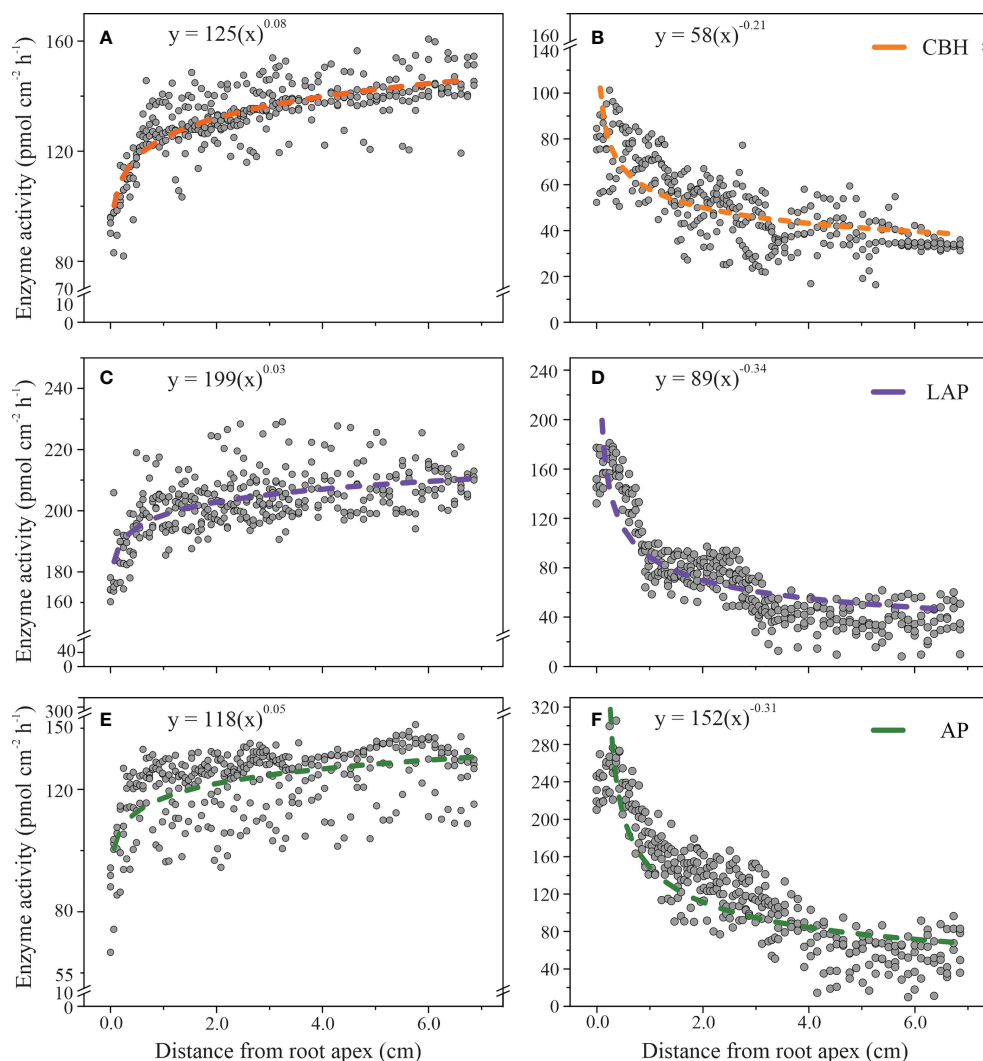 A
y = 125(x)^0.08
160
120
80
70
10
0
Enzyme activity (pmol cm-2 h-1)
B
y = 58(x)^-0.21
CBH
160
140
100
80
60
40
20
0
C
y = 199(x)^0.03
250
220
200
180
160
40
0
Enzyme activity (pmol cm-2 h-1)
D
y = 89(x)^-0.34
LAP
240
200
160
120
80
40
0
E
y = 118(x)^0.05
300
150
120
80
55
10
0
Enzyme activity (pmol cm-2 h-1)
0.0 2.0 4.0 6.0
Distance from root apex (cm)
F
y = 152(x)^-0.31
AP
320
280
240
200
160
120
80
40
0
0.0 2.0 4.0 6.0
Distance from root apex (cm)